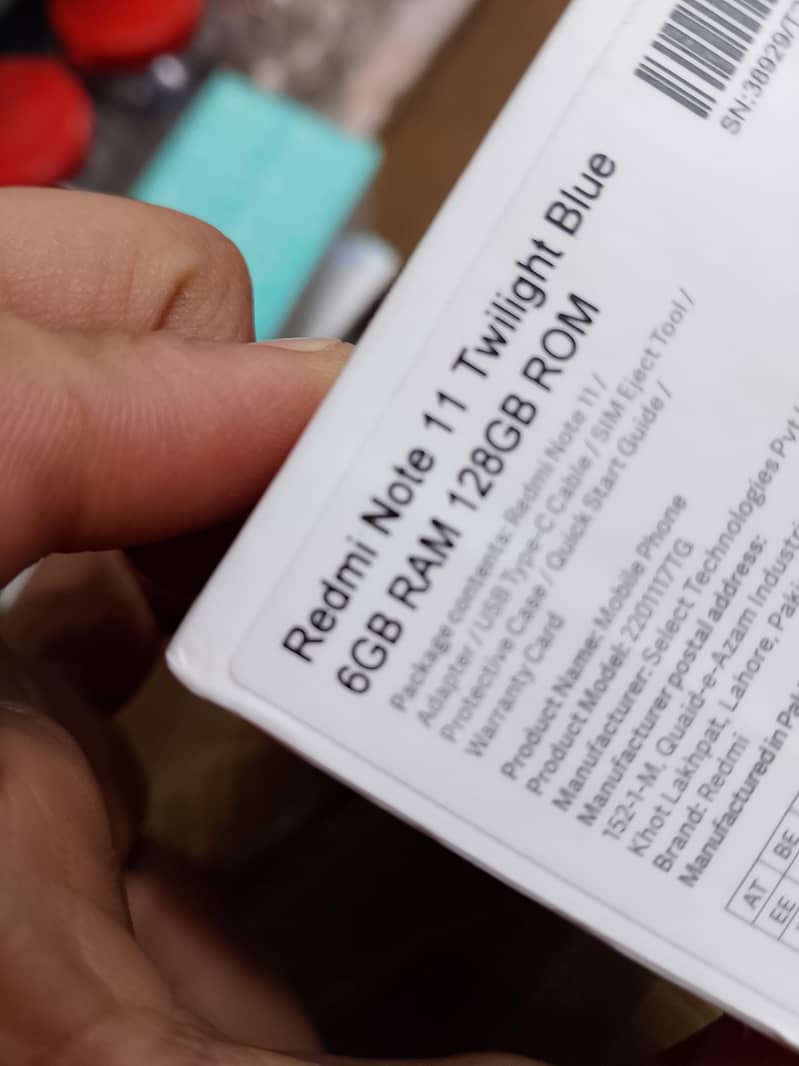 SN:38929/T
Redmi Note 11 Twilight Blue
6GB RAM 128GB ROM
Package contents: Redmi Note 11 /
Adapter / USB Type-C Cable / SIM Eject Tool /
Protective Case / Quick Start Guide /
Warranty Card
Product Name: Mobile Phone
Product Model: 2201117TG
Manufacturer: Select Technologies Pvt
Manufacturer postal address:
152-1-M, Quaid-e-Azam Industri
Khot Lakhpat, Lahore, Paki
Brand: Redmi
Manufactured in Pak
AT BE
EE